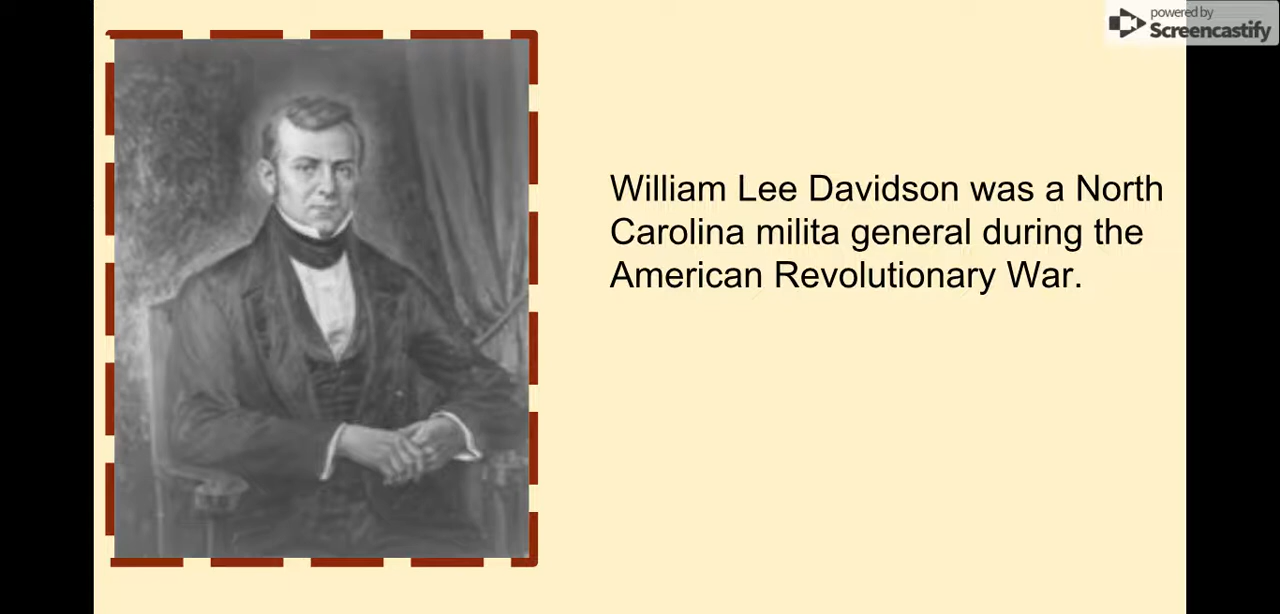 powered by
Screencastify
William Lee Davidson was a North
Carolina milita general during the
American Revolutionary War.